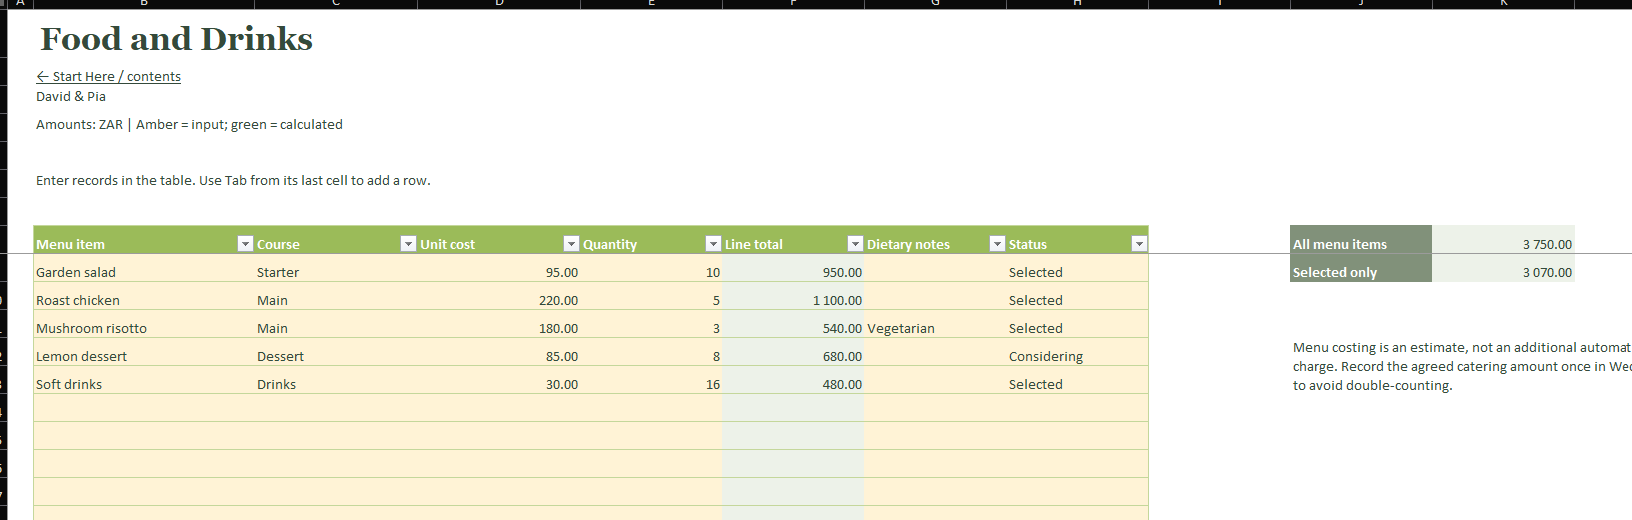 A B C D E F G H I J K
Food and Drinks
← Start Here / contents
David & Pia
Amounts: ZAR | Amber = input; green = calculated
Enter records in the table. Use Tab from its last cell to add a row.
Menu item Course Unit cost Quantity Line total Dietary notes Status
Garden salad Starter 95.00 10 950.00 Selected
Roast chicken Main 220.00 5 1 100.00 Selected
Mushroom risotto Main 180.00 3 540.00 Vegetarian Selected
Lemon dessert Dessert 85.00 8 680.00 Considering
Soft drinks Drinks 30.00 16 480.00 Selected
All menu items 3 750.00
Selected only 3 070.00
Menu costing is an estimate, not an additional automat
charge. Record the agreed catering amount once in Wed
to avoid double-counting.